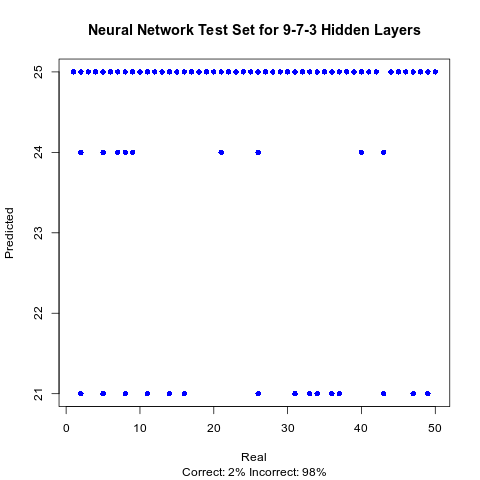 Neural Network Test Set for 9-7-3 Hidden Layers
Predicted
25
24
23
22
21
0 10 20 30 40 50
Real
Correct: 2% Incorrect: 98%